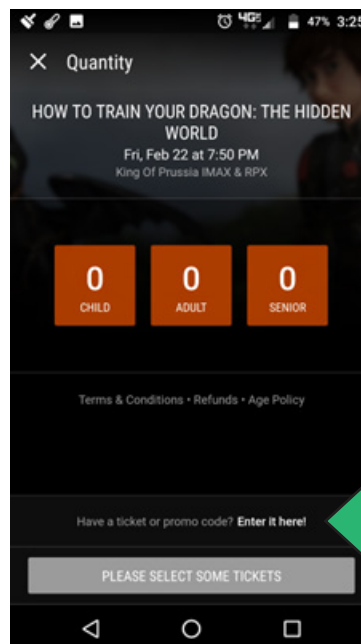 4G 47% 3:25
Quantity
HOW TO TRAIN YOUR DRAGON: THE HIDDEN
WORLD
Fri, Feb 22 at 7:50 PM
King Of Prussia IMAX & RPX
0 0 0
CHILD ADULT SENIOR
Terms & Conditions • Refunds • Age Policy
Have a ticket or promo code? Enter it here!
PLEASE SELECT SOME TICKETS